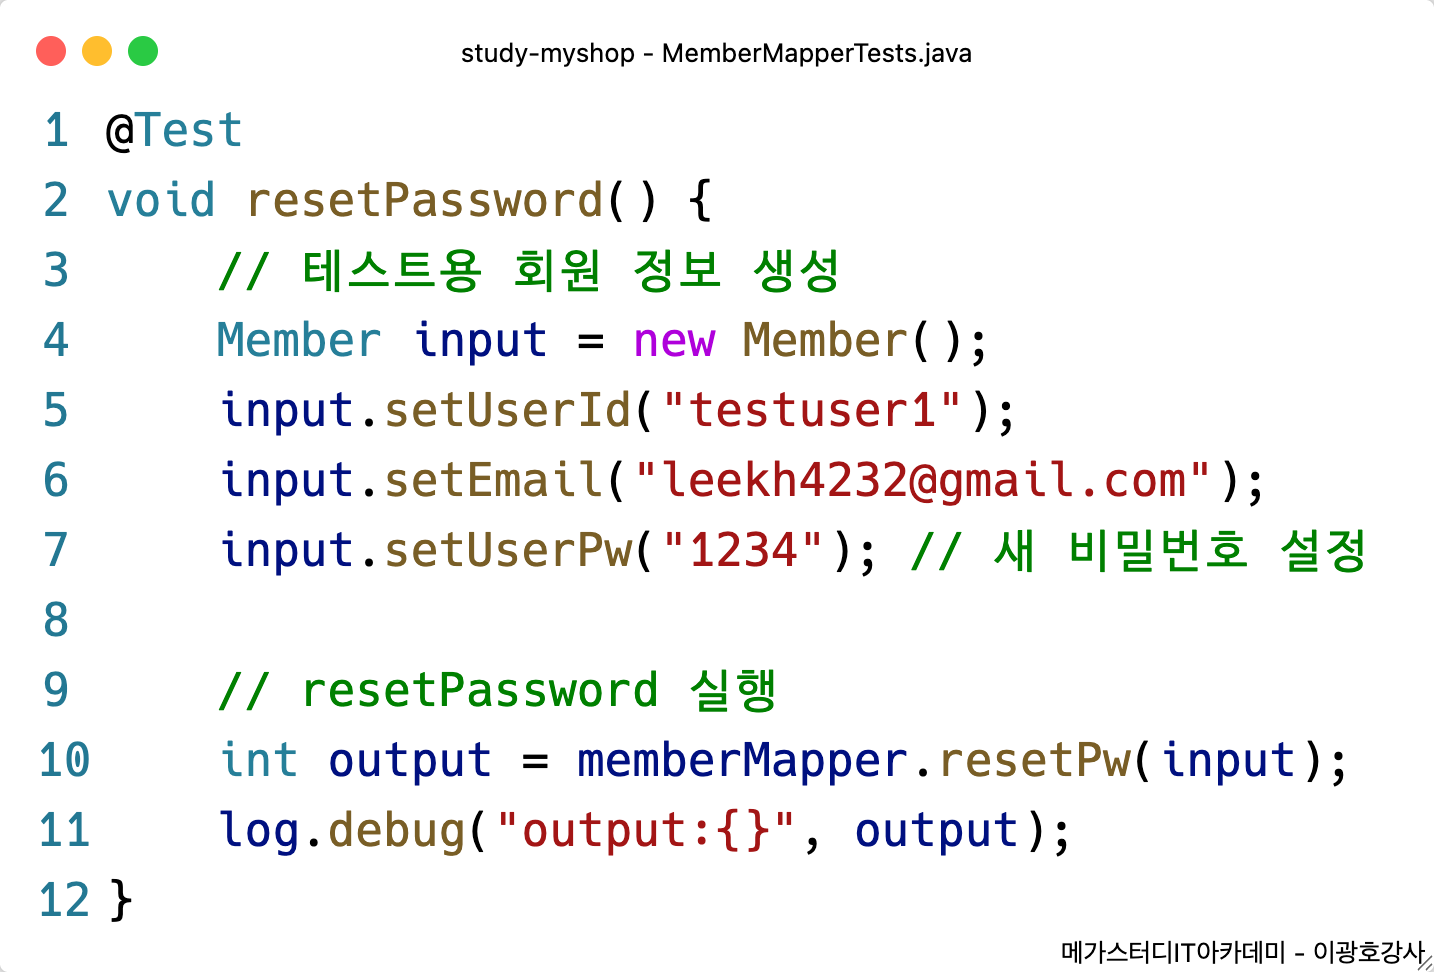 study-myshop - MemberMapperTests.java
1 @Test
2 void resetPassword() {
3     // 테스트용 회원 정보 생성
4     Member input = new Member();
5     input.setUserId("testuser1");
6     input.setEmail("leekh4232@gmail.com");
7     input.setUserPw("1234"); // 새 비밀번호 설정
8
9     // resetPassword 실행
10     int output = memberMapper.resetPw(input);
11     log.debug("output:{}", output);
12 }
메가스터디IT아카데미 - 이광호강사